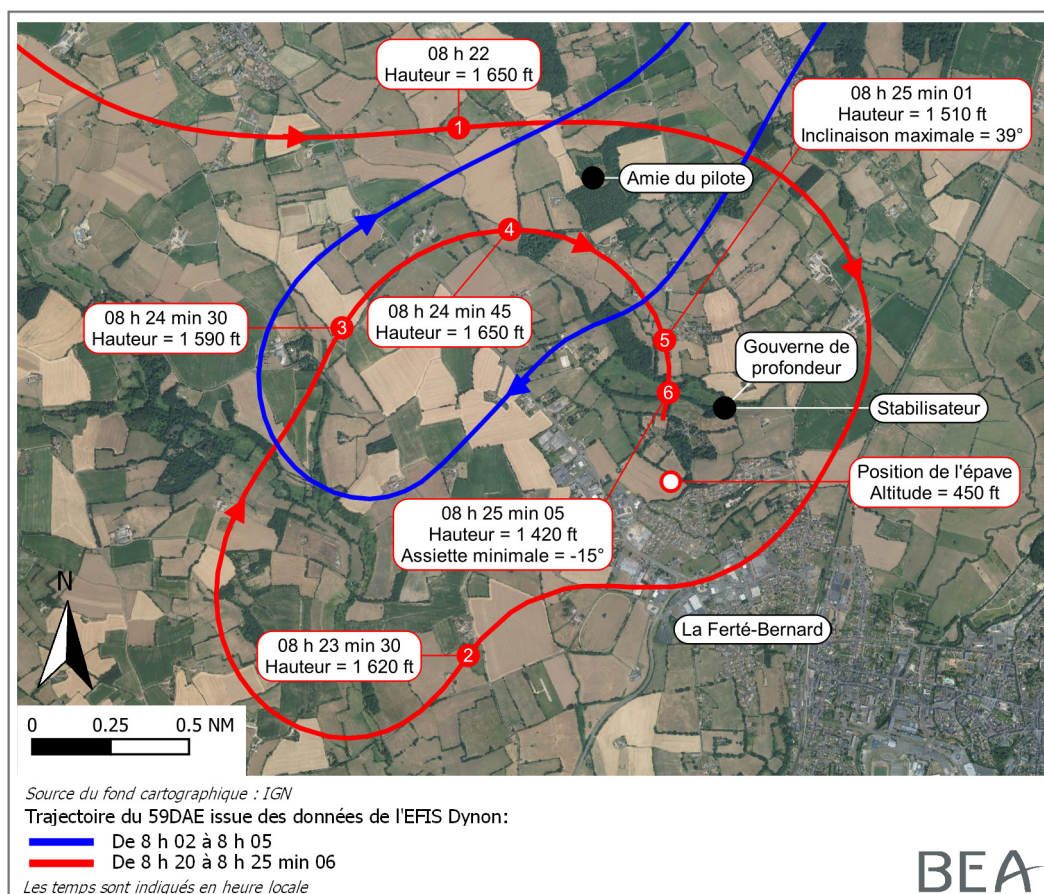 08 h 22
Hauteur = 1 650 ft
08 h 25 min 01
Hauteur = 1 510 ft
Inclinaison maximale = 39°
1
Amie du pilote
4
08 h 24 min 30
Hauteur = 1 590 ft
3
08 h 24 min 45
Hauteur = 1 650 ft
5
Gouverne de
profondeur
6
Stabilisateur
Position de l'épave
Altitude = 450 ft
08 h 25 min 05
Hauteur = 1 420 ft
Assiette minimale = -15°
N
La Ferté-Bernard
08 h 23 min 30
Hauteur = 1 620 ft
2
0 0.25 0.5 NM
Source du fond cartographique : IGN
Trajectoire du 59DAE issue des données de l'EFIS Dynon:
De 8 h 02 à 8 h 05
De 8 h 20 à 8 h 25 min 06
Les temps sont indiqués en heure locale
BEA